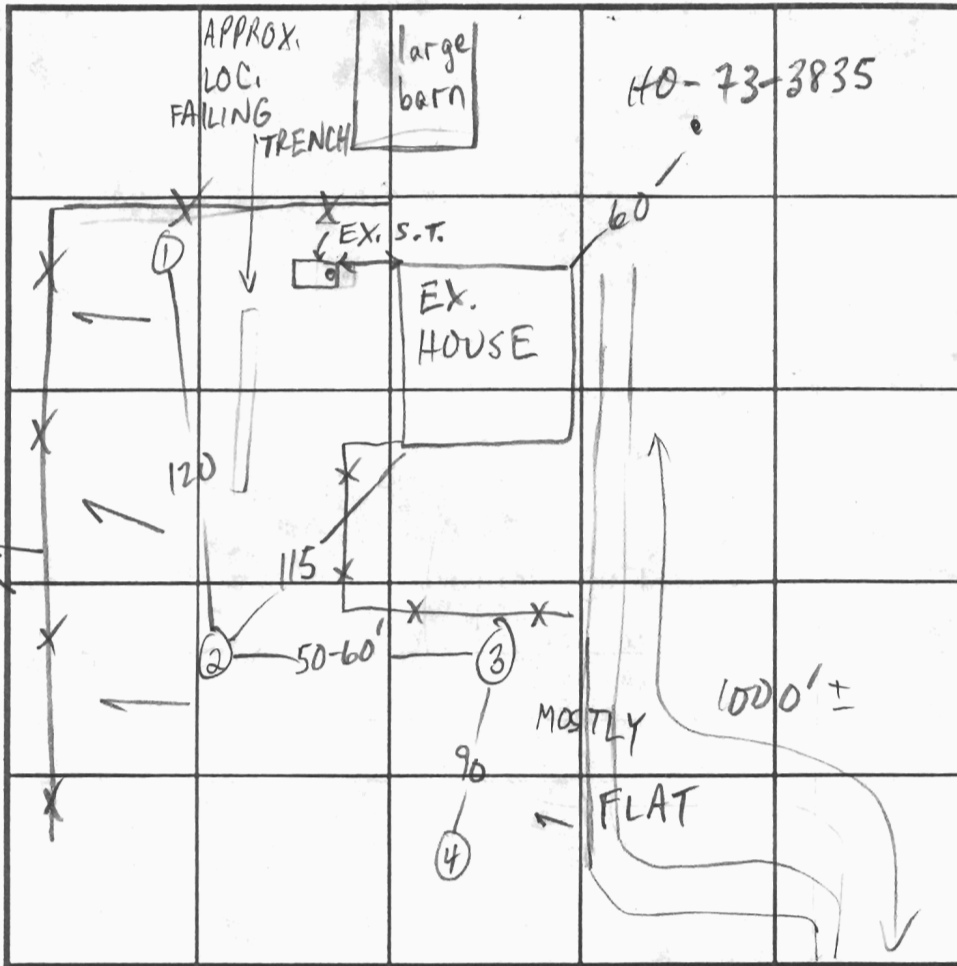 APPROX.
LOC.
FAILING
TRENCH
large
barn
HO-73-3835
60
EX. S.T.
1
EX.
HOUSE
120
115
2
50-60'
3
1000' ±
MOSTLY
90
FLAT
4